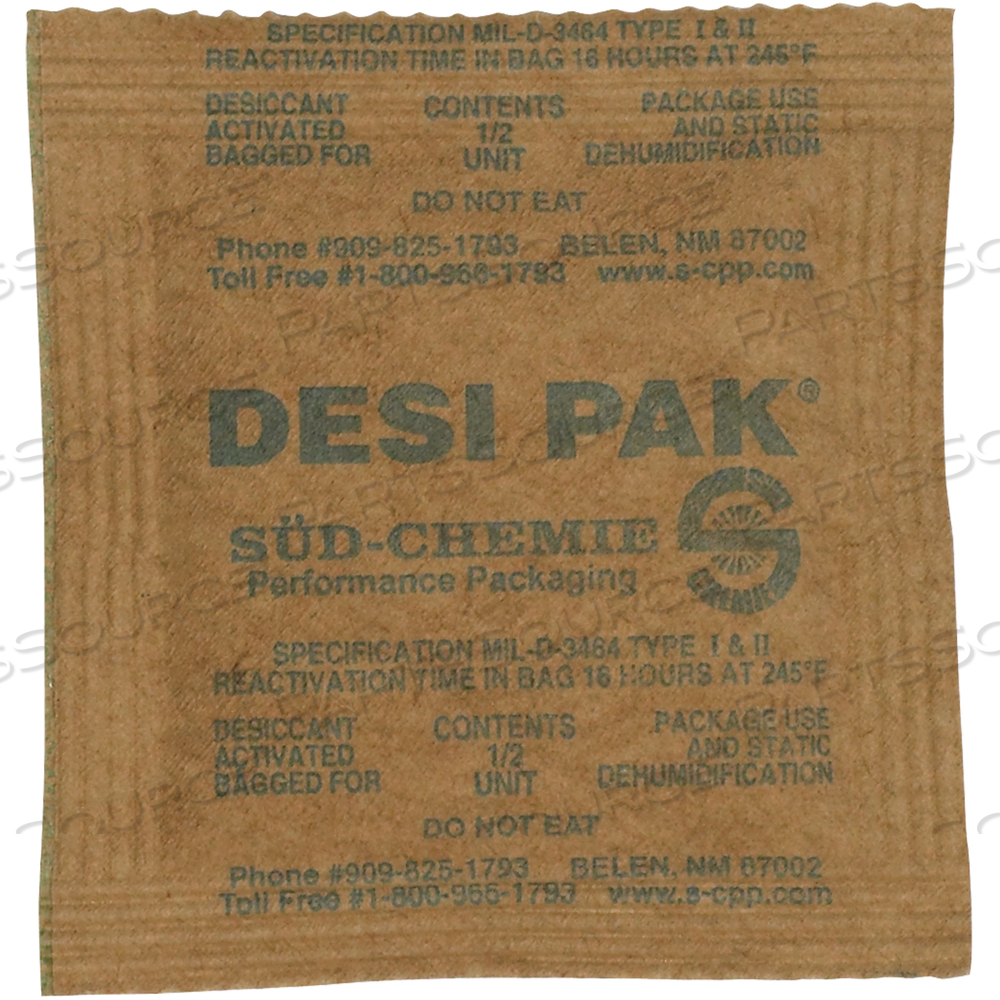 SPECIFICATION MIL-D-3464 TYPE I & II
REACTIVATION TIME IN BAG 16 HOURS AT 245°F
DESICCANT CONTENTS PACKAGE USE
ACTIVATED 1/2 AND STATIC
BAGGED FOR UNIT DEHUMIDIFICATION
DO NOT EAT
Phone #909-825-1793 BELEN, NM 87002
Toll Free #1-800-966-1793 www.s-cpp.com
DESI PAK®
SÜD-CHEMIE
CHEMIE
Performance Packaging
SPECIFICATION MIL-D-3464 TYPE I & II
REACTIVATION TIME IN BAG 16 HOURS AT 245°F
DESICCANT CONTENTS PACKAGE USE
ACTIVATED 1/2 AND STATIC
BAGGED FOR UNIT DEHUMIDIFICATION
DO NOT EAT
Phone #909-825-1793 BELEN, NM 87002
Toll Free #1-800-966-1793 www.s-cpp.com
PARTSSOURCE